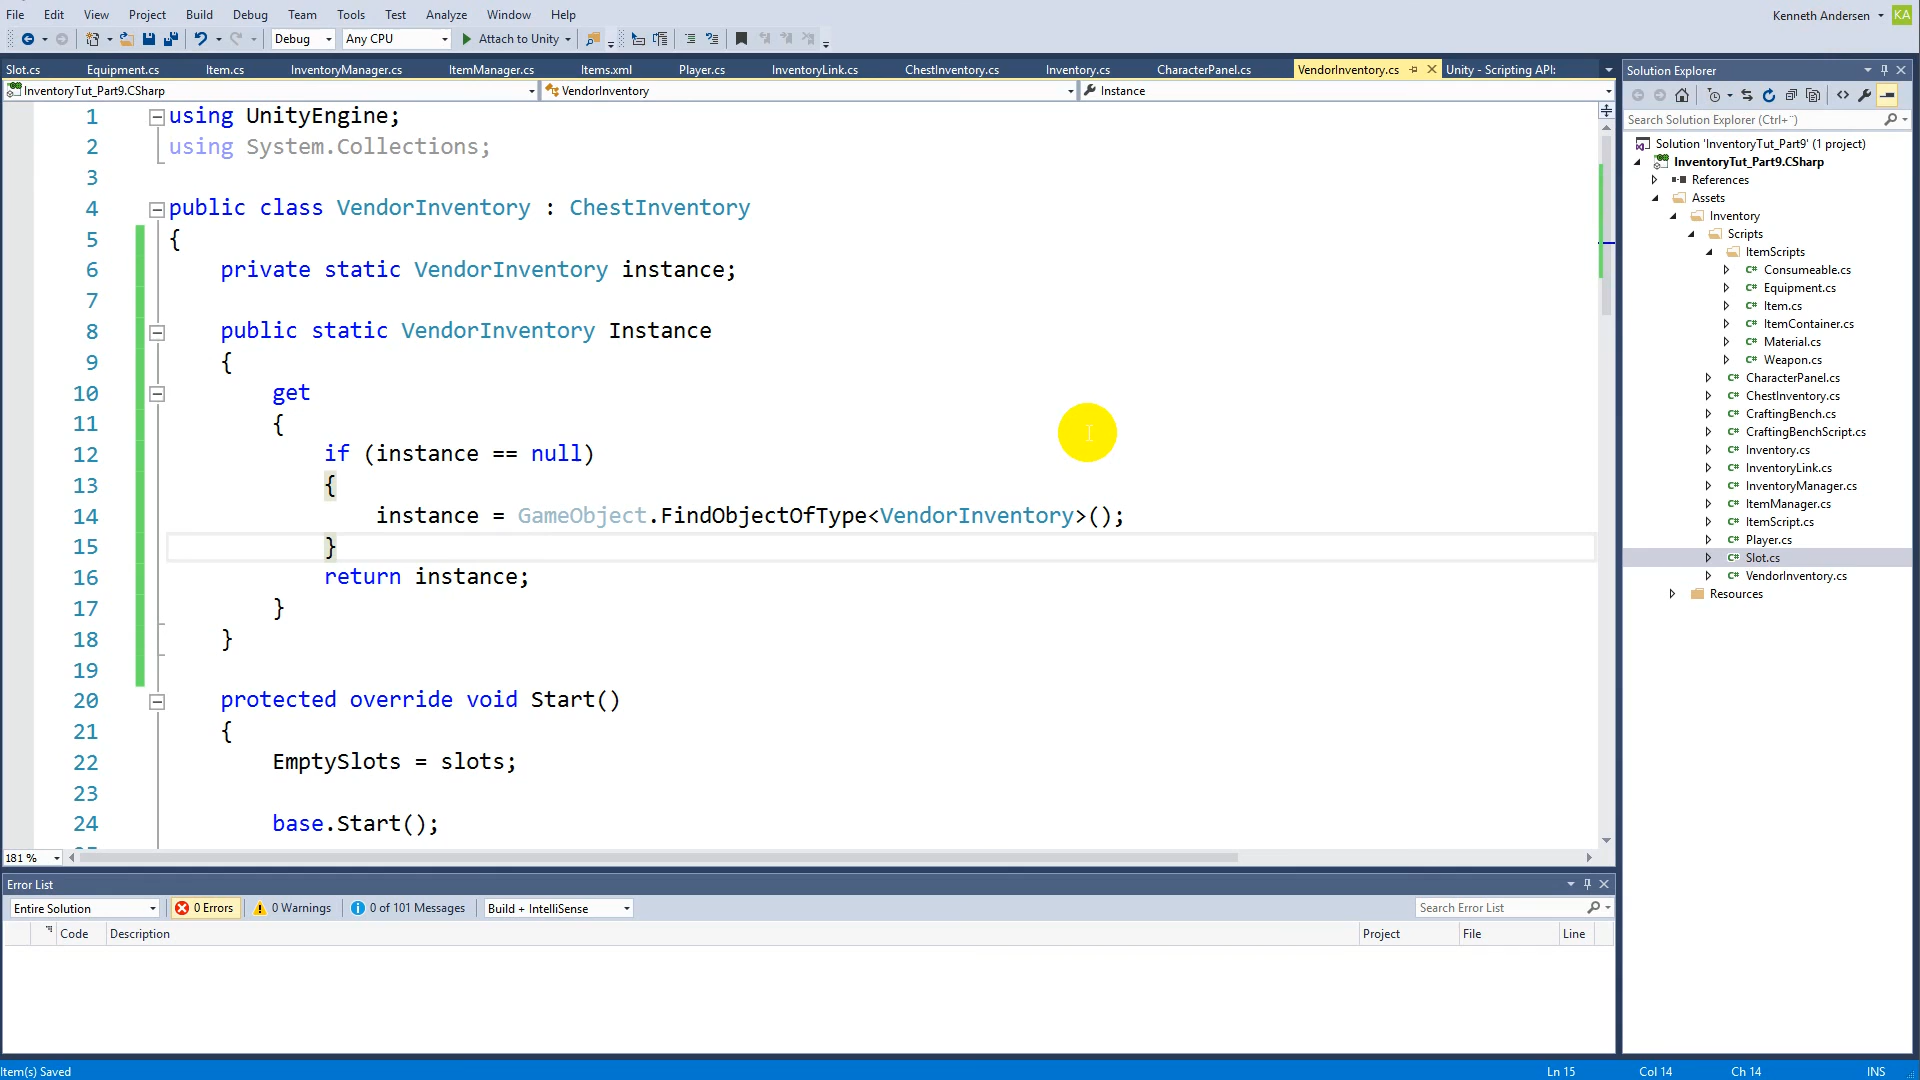 File Edit View Project Build Debug Team Tools Test Analyze Window Help Kenneth Andersen KA
Debug Any CPU Attach to Unity
Slot.cs Equipment.cs Item.cs InventoryManager.cs ItemManager.cs Items.xml Player.cs InventoryLink.cs ChestInventory.cs Inventory.cs CharacterPanel.cs VendorInventory.cs Unity - Scripting API:
InventoryTut_Part9.CSharp VendorInventory Instance
1 using UnityEngine;
2 using System.Collections;
3
4 public class VendorInventory : ChestInventory
5 {
6 private static VendorInventory instance;
7
8 public static VendorInventory Instance
9 {
10 get
11 {
12 if (instance == null)
13 {
14 instance = GameObject.FindObjectOfType<VendorInventory>();
15 }
16 return instance;
17 }
18 }
19
20 protected override void Start()
21 {
22 EmptySlots = slots;
23
24 base.Start();
181 %
Error List
Entire Solution 0 Errors 0 Warnings 0 of 101 Messages Build + IntelliSense Search Error List
Code Description Project File Line
Item(s) Saved Ln 15 Col 14 Ch 14 INS
Solution Explorer
Search Solution Explorer (Ctrl+¨)
Solution 'InventoryTut_Part9' (1 project)
InventoryTut_Part9.CSharp
References
Assets
Inventory
Scripts
ItemScripts
C# Consumeable.cs
C# Equipment.cs
C# Item.cs
C# ItemContainer.cs
C# Material.cs
C# Weapon.cs
C# CharacterPanel.cs
C# ChestInventory.cs
C# CraftingBench.cs
C# CraftingBenchScript.cs
C# Inventory.cs
C# InventoryLink.cs
C# InventoryManager.cs
C# ItemManager.cs
C# ItemScript.cs
C# Player.cs
C# Slot.cs
C# VendorInventory.cs
Resources